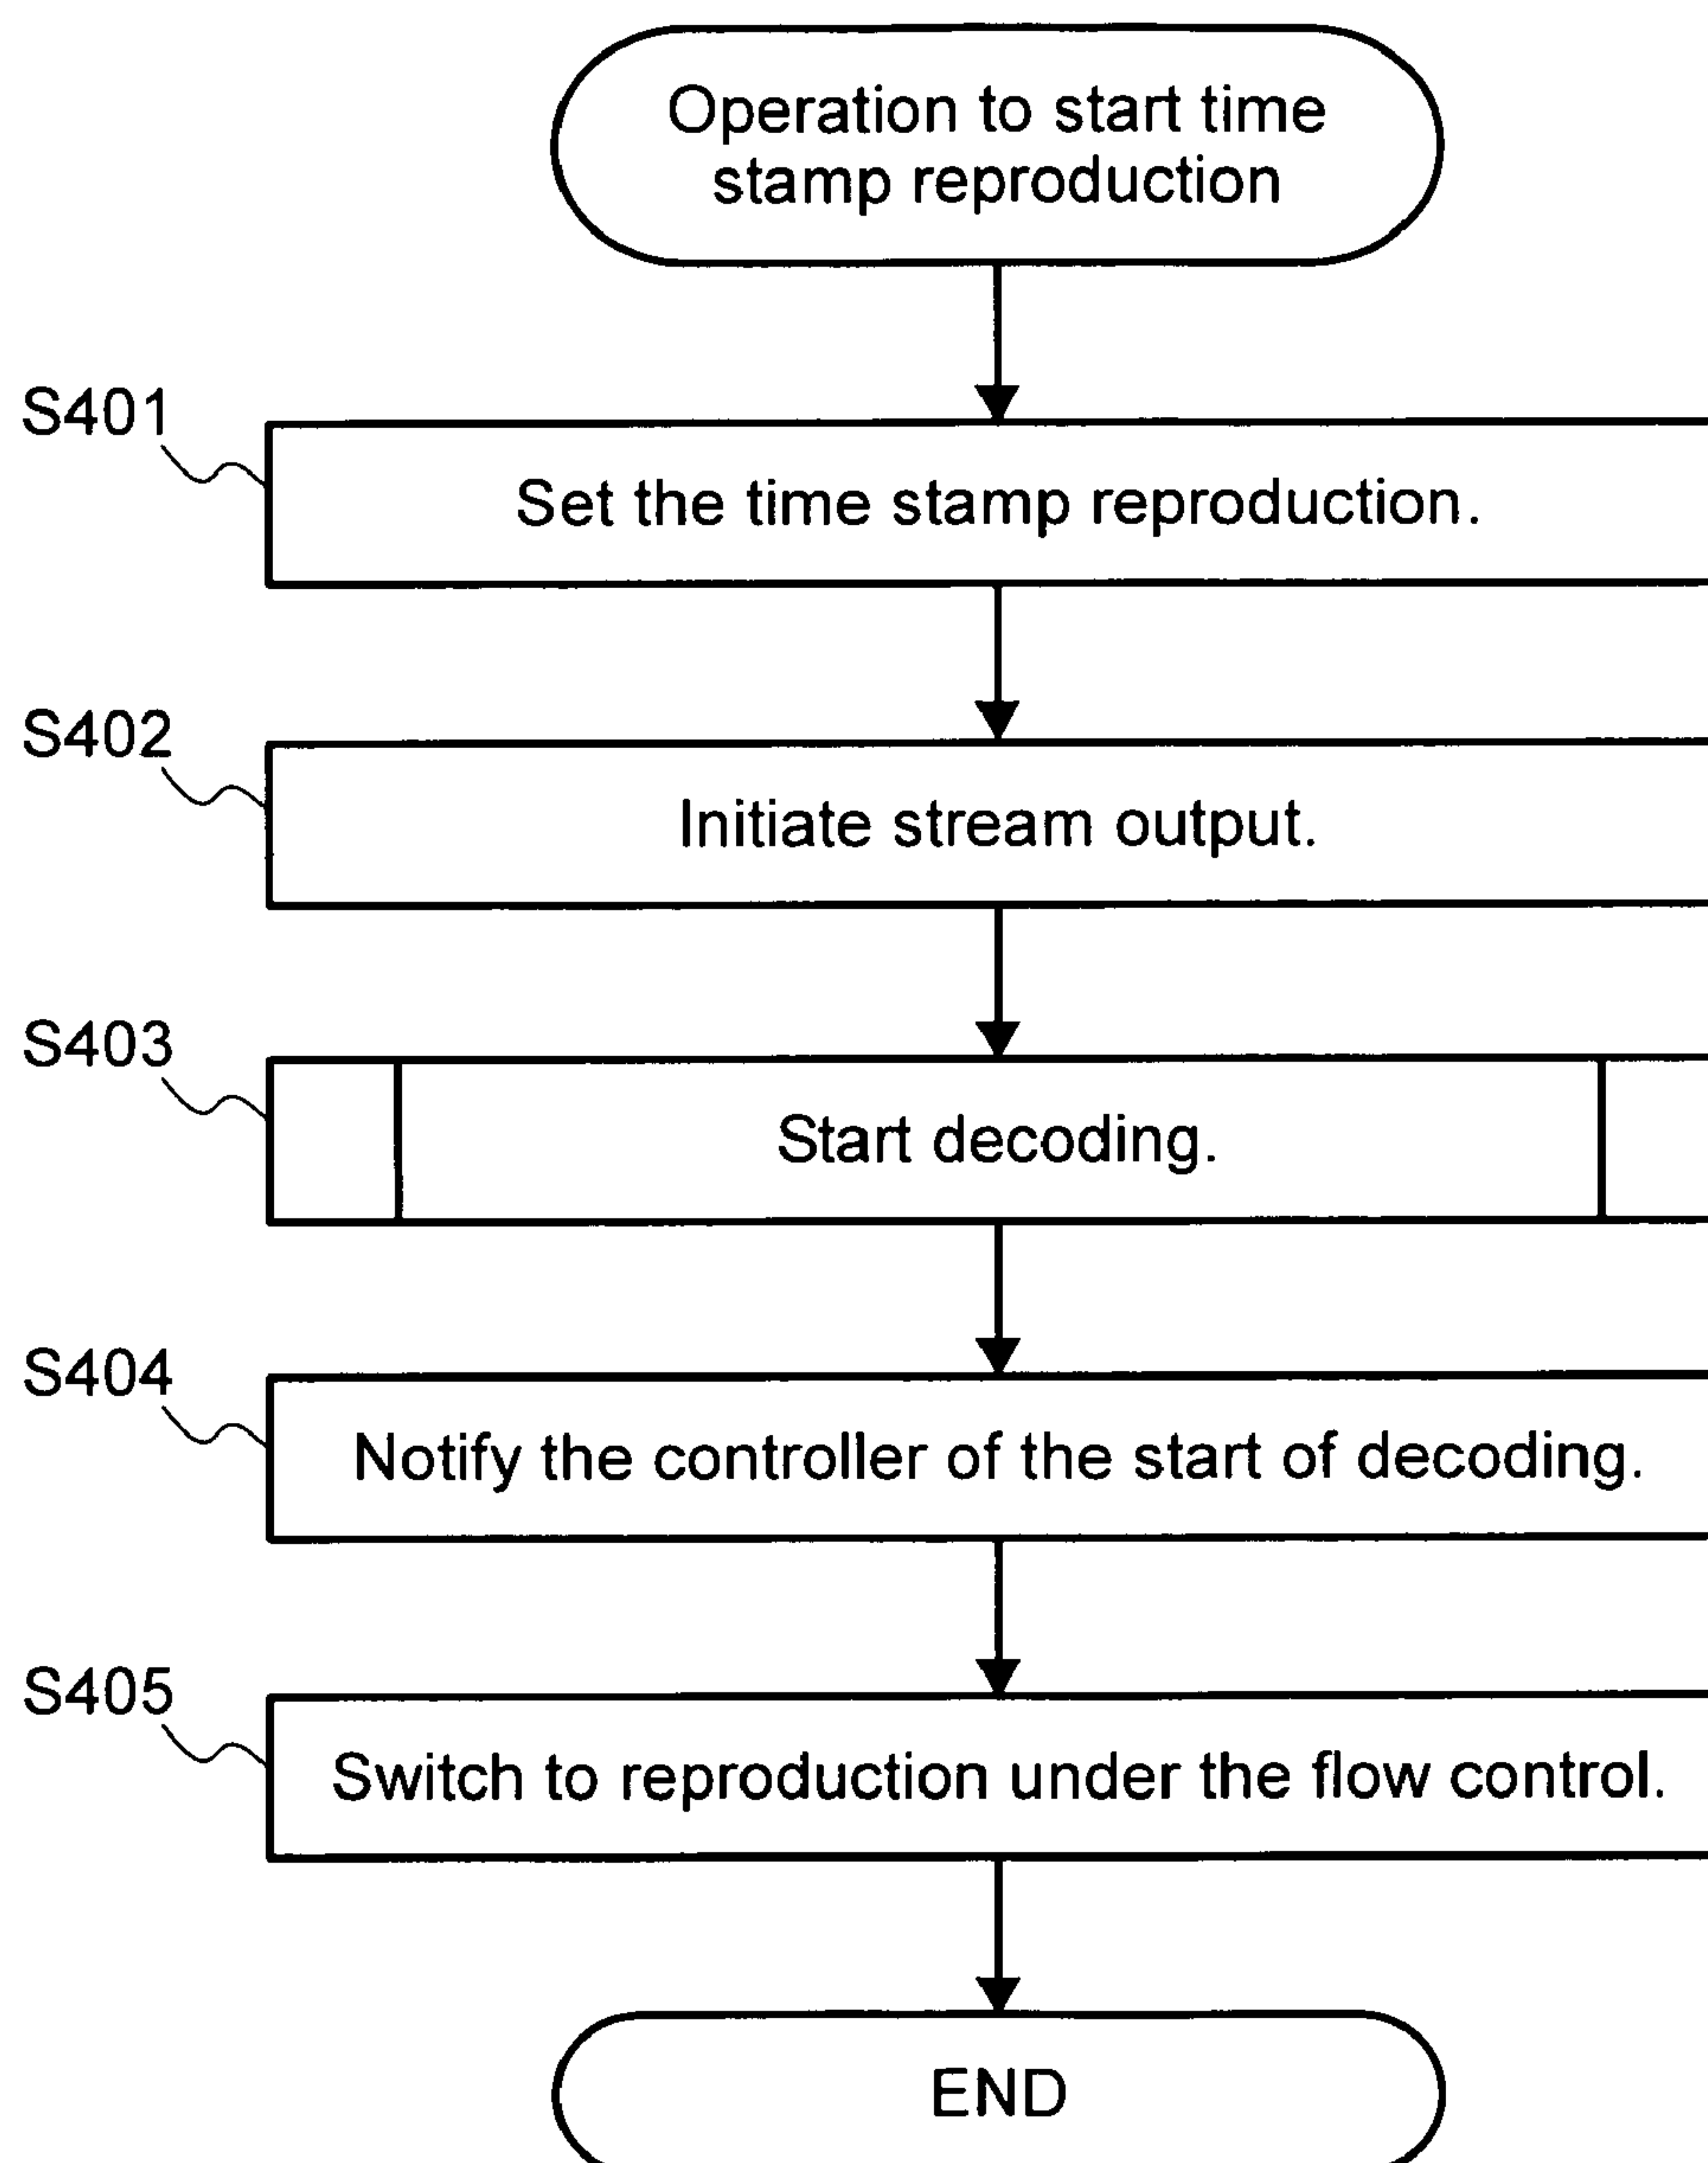 Operation to start time
stamp reproduction
S401
Set the time stamp reproduction.
S402
Initiate stream output.
S403
Start decoding.
S404
Notify the controller of the start of decoding.
S405
Switch to reproduction under the flow control.
END